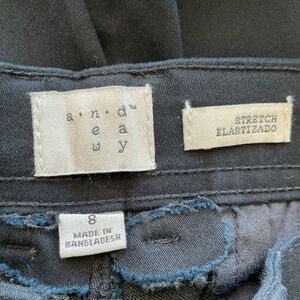 a·n·d™
e e a
w y
STRETCH
ELASTIZADO
8
MADE IN
BANGLADESH